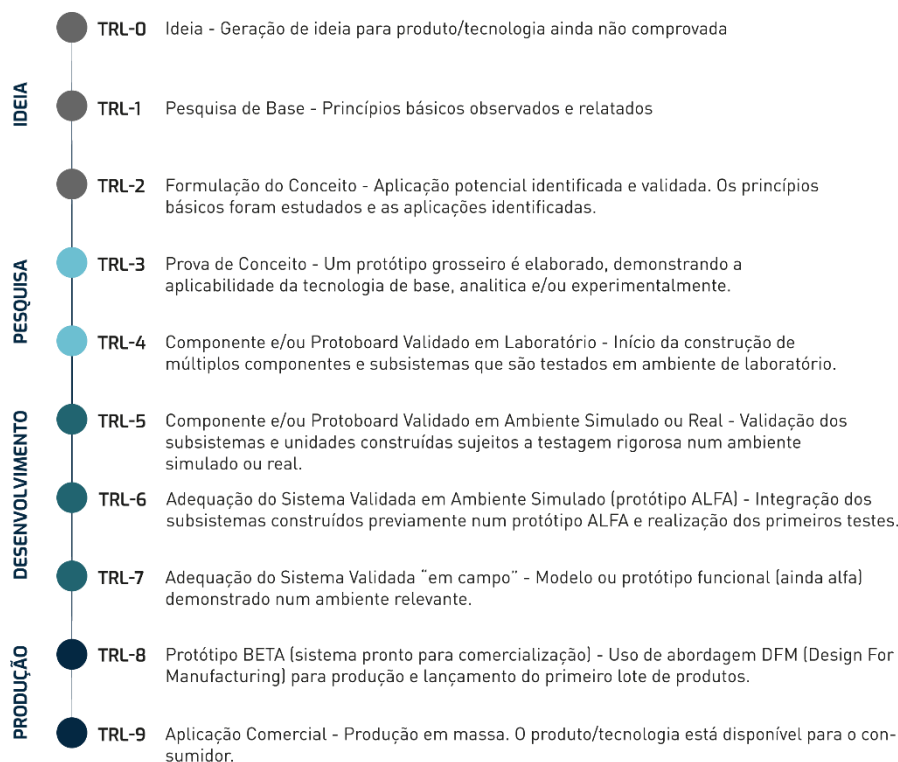 IDEIA
TRL-0 Ideia - Geração de ideia para produto/tecnologia ainda não comprovada
TRL-1 Pesquisa de Base - Princípios básicos observados e relatados
TRL-2 Formulação do Conceito - Aplicação potencial identificada e validada. Os princípios
básicos foram estudados e as aplicações identificadas.
PESQUISA
TRL-3 Prova de Conceito - Um protótipo grosseiro é elaborado, demonstrando a
aplicabilidade da tecnologia de base, analitica e/ou experimentalmente.
TRL-4 Componente e/ou Protoboard Validado em Laboratório - Início da construção de
múltiplos componentes e subsistemas que são testados em ambiente de laboratório.
DESENVOLVIMENTO
TRL-5 Componente e/ou Protoboard Validado em Ambiente Simulado ou Real - Validação dos
subsistemas e unidades construídas sujeitos a testagem rigorosa num ambiente
simulado ou real.
TRL-6 Adequação do Sistema Validada em Ambiente Simulado (protótipo ALFA) - Integração dos
subsistemas construídos previamente num protótipo ALFA e realização dos primeiros testes.
TRL-7 Adequação do Sistema Validada “em campo” - Modelo ou protótipo funcional (ainda alfa)
demonstrado num ambiente relevante.
PRODUÇÃO
TRL-8 Protótipo BETA (sistema pronto para comercialização) - Uso de abordagem DFM (Design For
Manufacturing) para produção e lançamento do primeiro lote de produtos.
TRL-9 Aplicação Comercial - Produção em massa. O produto/tecnologia está disponível para o con-
sumidor.